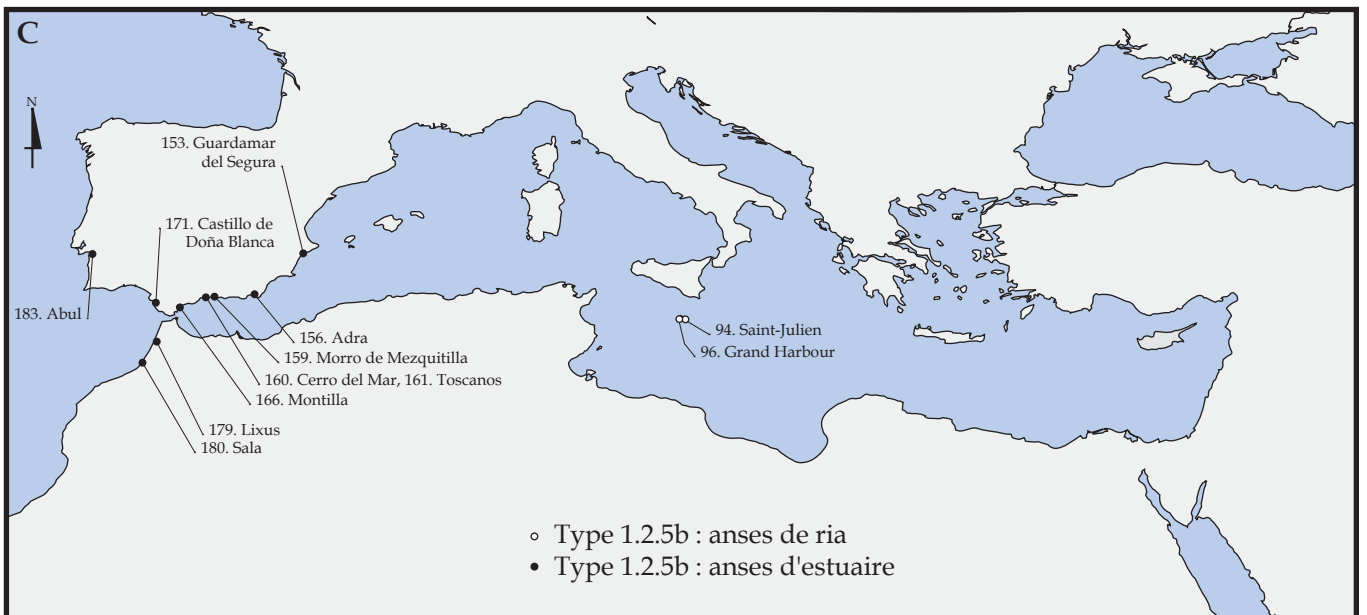 C
N
153. Guardamar
del Segura
171. Castillo de
Doña Blanca
183. Abul
156. Adra
159. Morro de Mezquitilla
160. Cerro del Mar, 161. Toscanos
166. Montilla
179. Lixus
180. Sala
94. Saint-Julien
96. Grand Harbour
Type 1.2.5b : anses de ria
Type 1.2.5b : anses d'estuaire